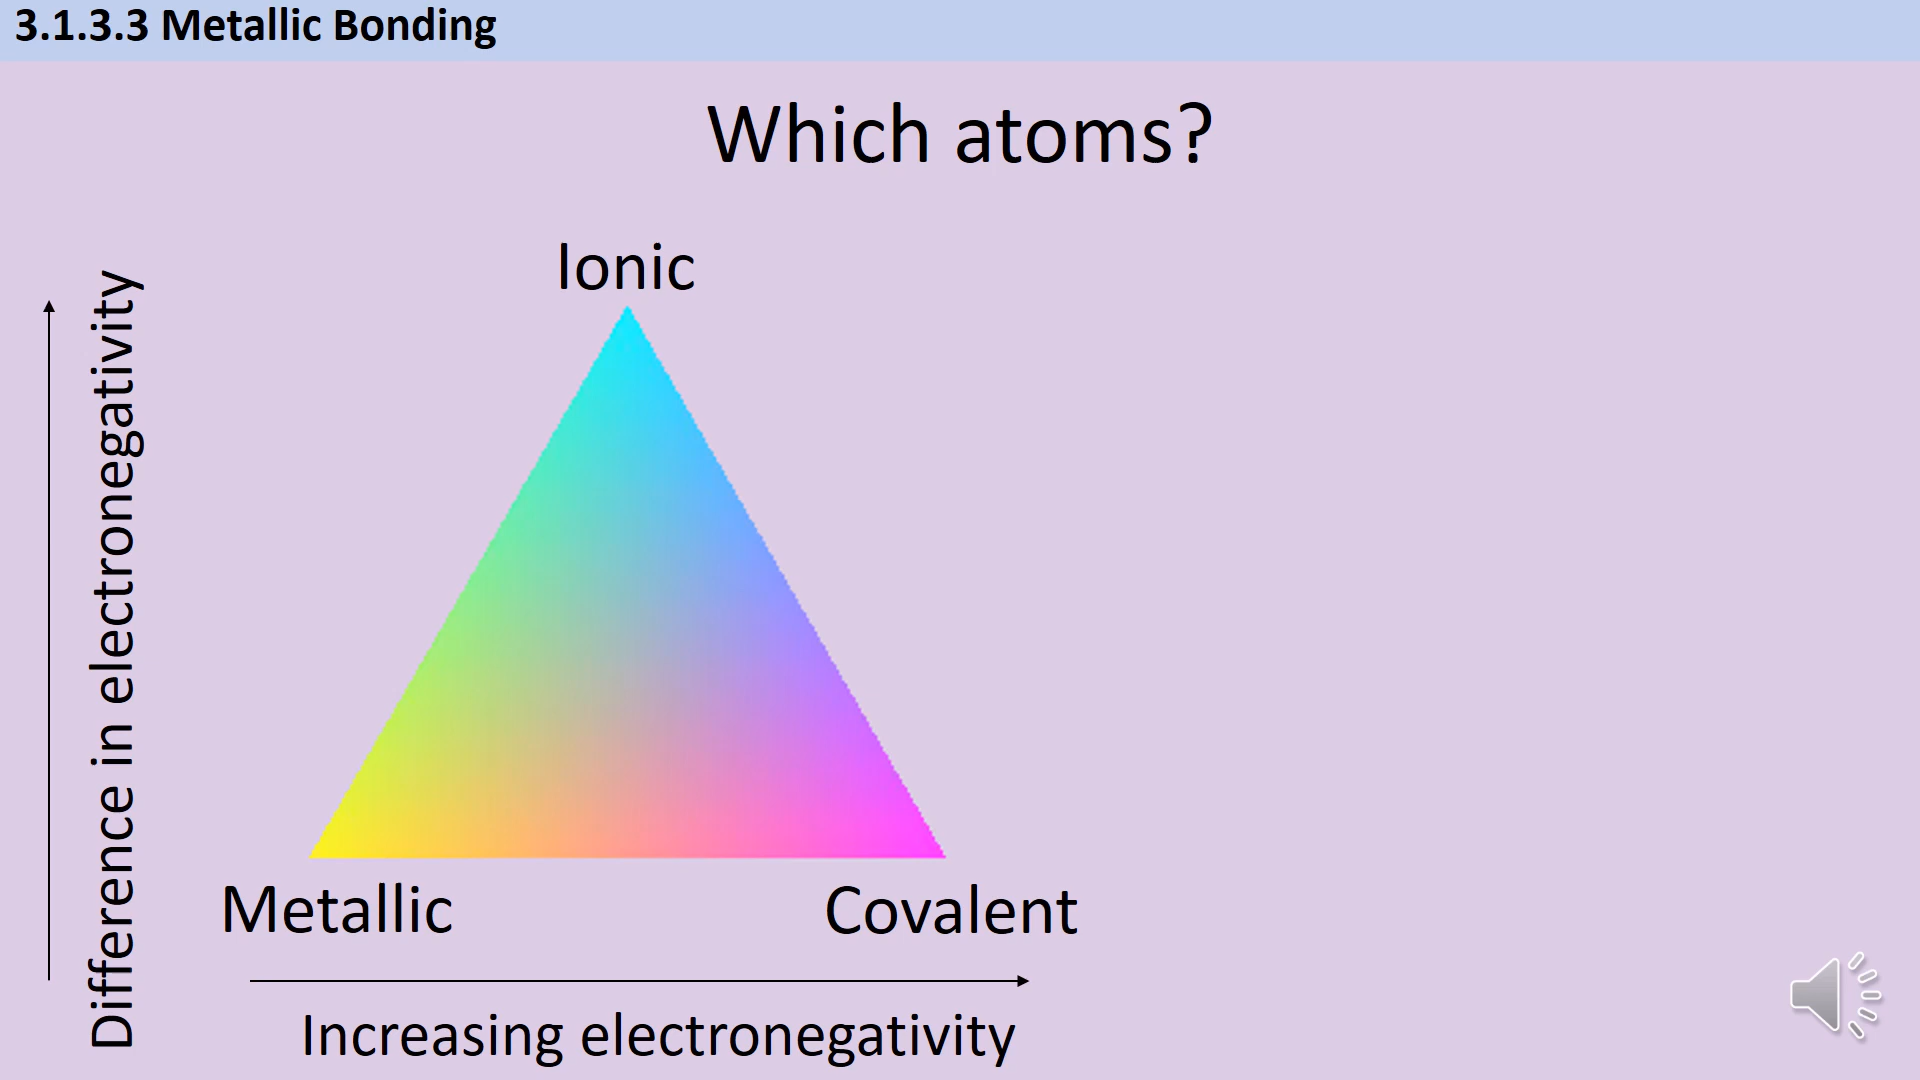 3.1.3.3 Metallic Bonding
Which atoms?
Ionic
Difference in electronegativity
Metallic
Covalent
Increasing electronegativity